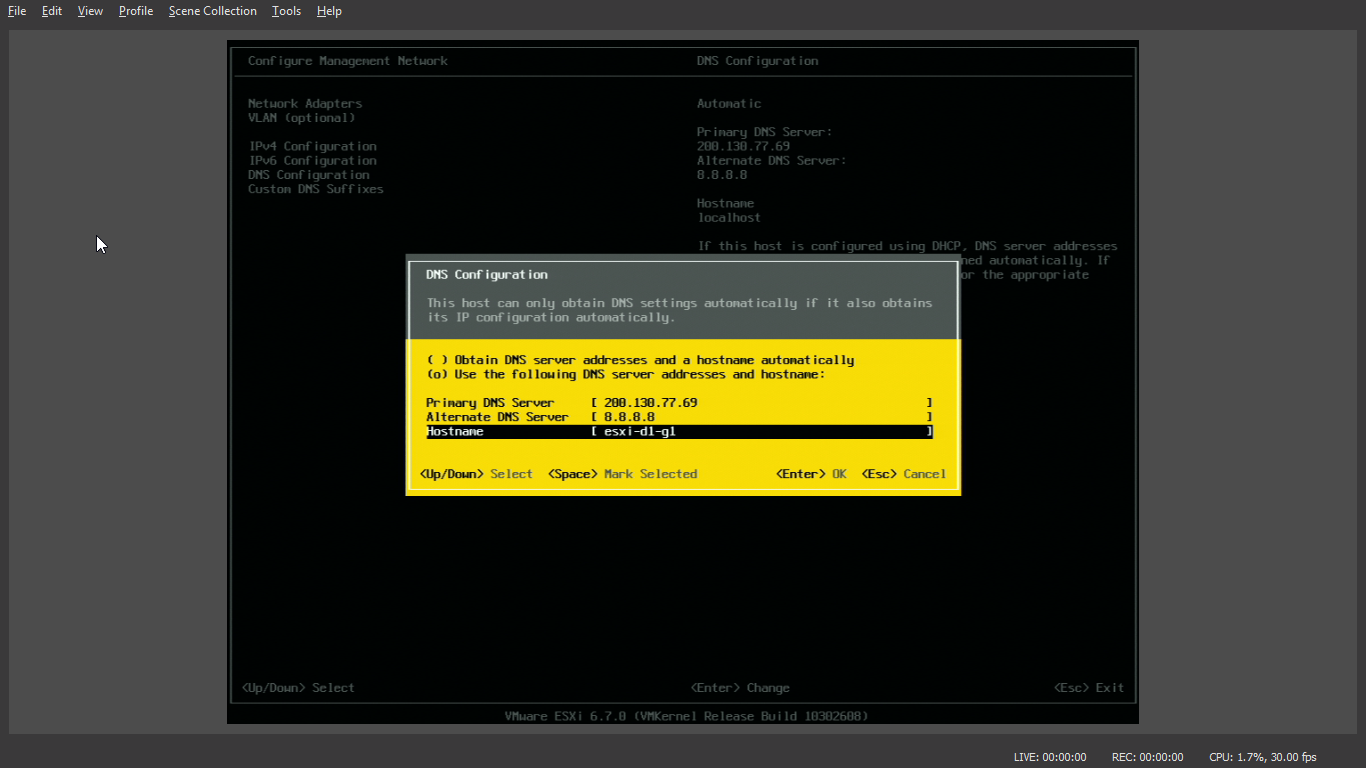 File Edit View Profile Scene Collection Tools Help
Configure Management Network DNS Configuration
Network Adapters Automatic
VLAN (optional)
Primary DNS Server:
IPv4 Configuration 200.130.77.69
IPv6 Configuration Alternate DNS Server:
DNS Configuration 8.8.8.8
Custom DNS Suffixes
Hostname
localhost
If this host is configured using DHCP, DNS server addresses
ned automatically. If
or the appropriate
DNS Configuration
This host can only obtain DNS settings automatically if it also obtains
its IP configuration automatically.
( ) Obtain DNS server addresses and a hostname automatically
(o) Use the following DNS server addresses and hostname:
Primary DNS Server [ 200.130.77.69 ]
Alternate DNS Server [ 8.8.8.8 ]
Hostname [ esxi-d1-g1 ]
<Up/Down> Select <Space> Mark Selected <Enter> OK <Esc> Cancel
<Up/Down> Select <Enter> Change <Esc> Exit
VMware ESXi 6.7.0 (VMKernel Release Build 10302608)
LIVE: 00:00:00 REC: 00:00:00 CPU: 1.7%, 30.00 fps